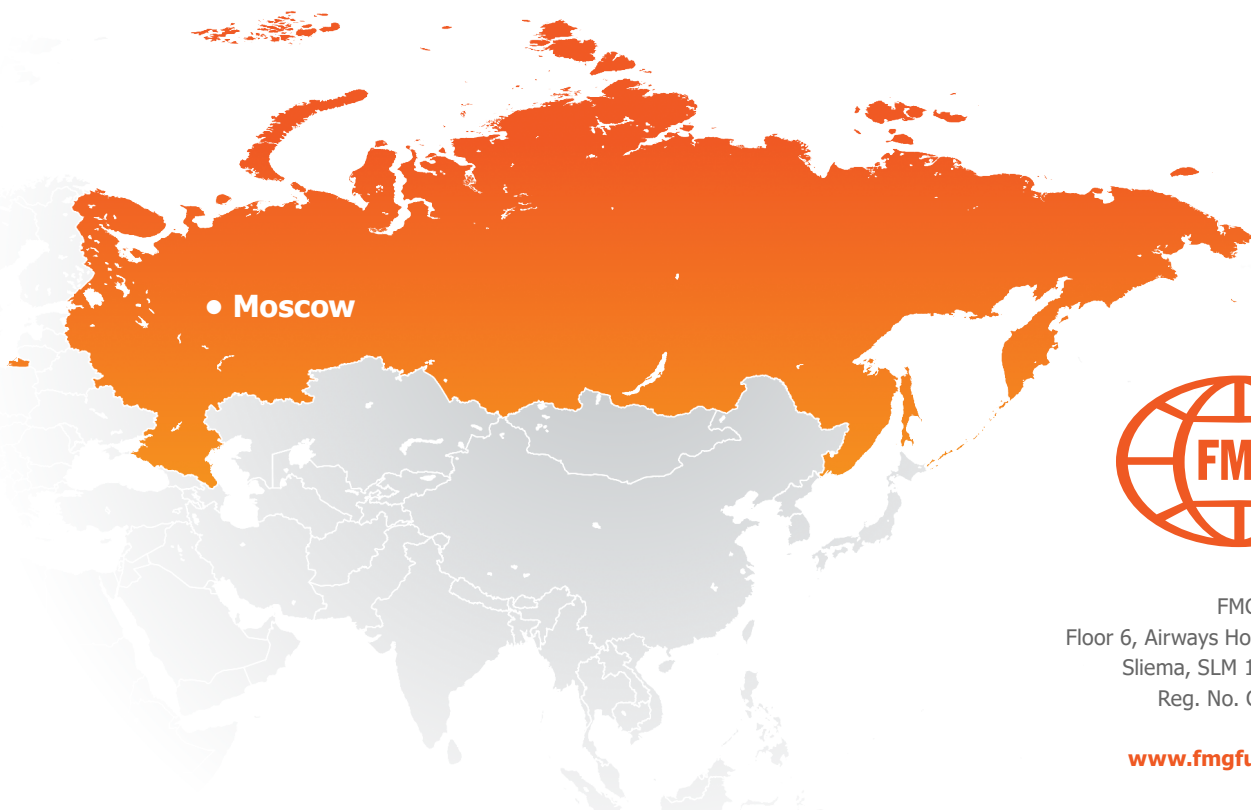 Moscow
FM
FMG
Floor 6, Airways Ho
Sliema, SLM 1
Reg. No. C
www.fmgfu